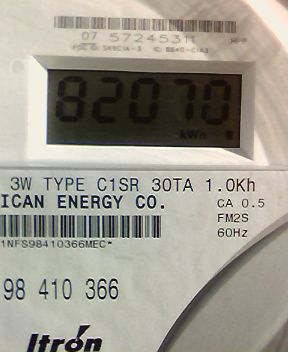 07 57245311
82070
kWh
3W TYPE C1SR 30TA 1.0Kh
ICAN ENERGY CO.
CA 0.5
FM2S
60Hz
1NFS98410366MEC*
98 410 366
Itron